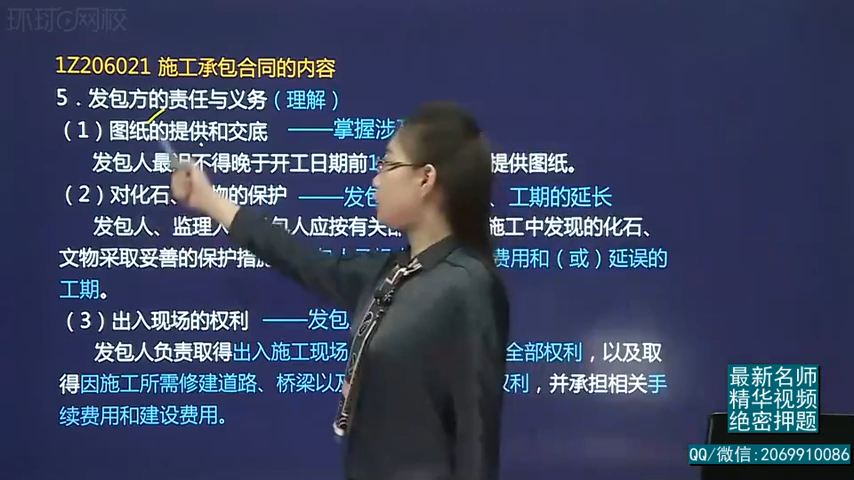 环球网校
1Z206021 施工承包合同的内容
5．发包方的责任与义务（理解）
（1）图纸的提供和交底 ——掌握涉
发包人最迟不得晚于开工日期前1 提供图纸。
（2）对化石、 物的保护 ——发包 、工期的延长
发包人、监理人 包人应按有关 施工中发现的化石、
文物采取妥善的保护措施 费用和（或）延误的
工期。
（3）出入现场的权利 ——发包
发包人负责取得出入施工现场 全部权利，以及取
得因施工所需修建道路、桥梁以 权利，并承担相关手
续费用和建设费用。
最新名师
精华视频
绝密押题
QQ/微信:2069910086